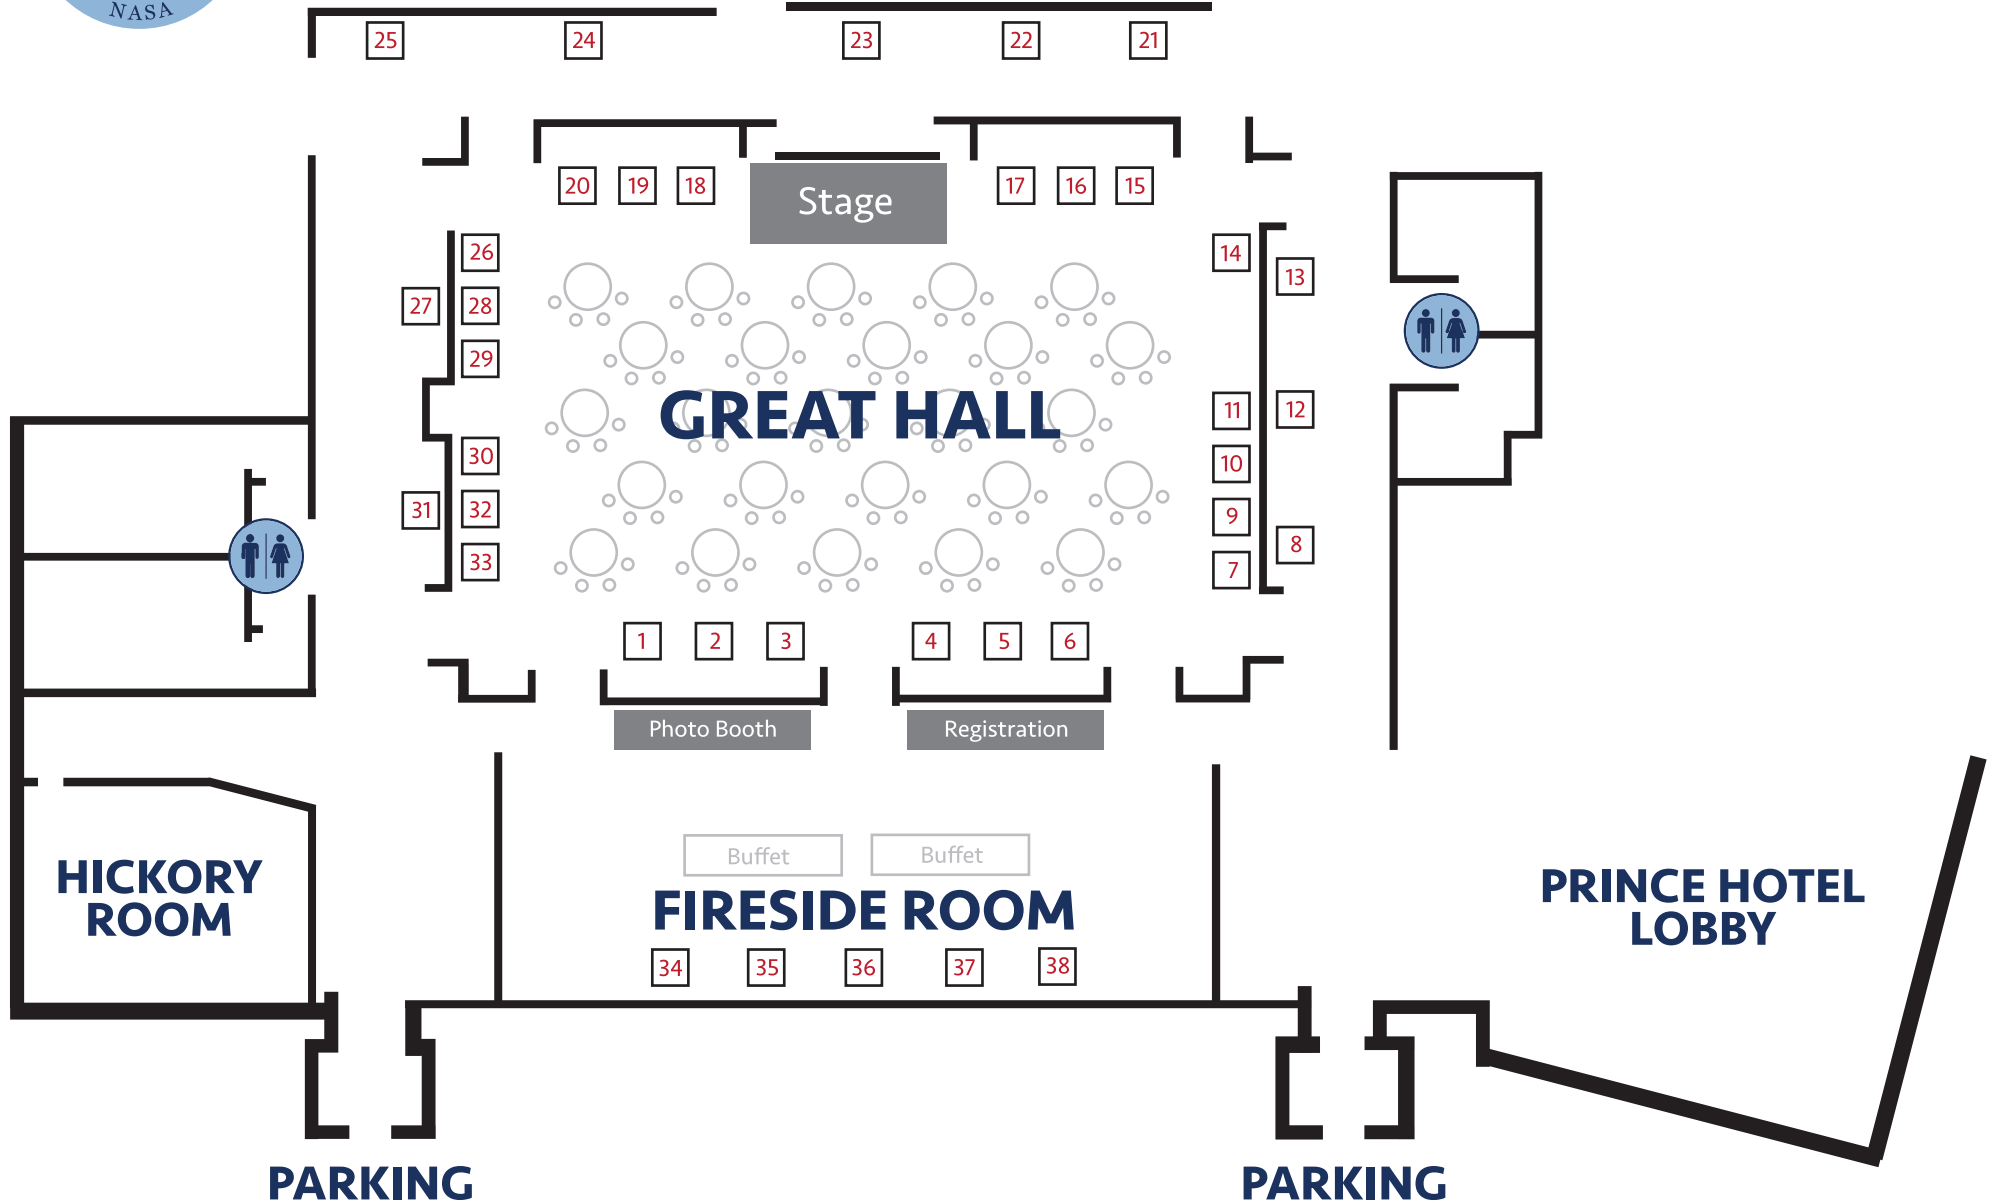 NASA
25 24 23 22 21
20 19 18 Stage 17 16 15
26 14
13
27 28
29
GREAT HALL
11 12
30 10
31 32 9
8
33 7
1 2 3 4 5 6
Photo Booth Registration
Buffet Buffet
HICKORY
ROOM
FIRESIDE ROOM
PRINCE HOTEL
LOBBY
34 35 36 37 38
PARKING PARKING